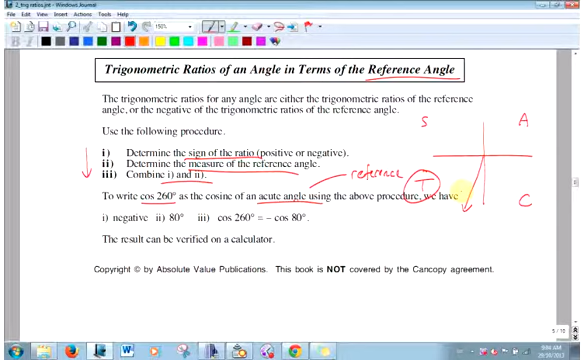 2_trig ratios.jnt - Windows Journal
File Edit View Insert Actions Tools Help
150%
B I
Trigonometric Ratios of an Angle in Terms of the Reference Angle
The trigonometric ratios for any angle are either the trigonometric ratios of the reference
angle, or the negative of the trigonometric ratios of the reference angle.
Use the following procedure.
i) Determine the sign of the ratio (positive or negative).
ii) Determine the measure of the reference angle.
iii) Combine i) and ii).
reference
S A
T C
To write cos 260° as the cosine of an acute angle using the above procedure, we have
i) negative ii) 80° iii) cos 260° = – cos 80°.
The result can be verified on a calculator.
Copyright © by Absolute Value Publications. This book is NOT covered by the Cancopy agreement.
5 / 10
9:06 AM
29/10/2012